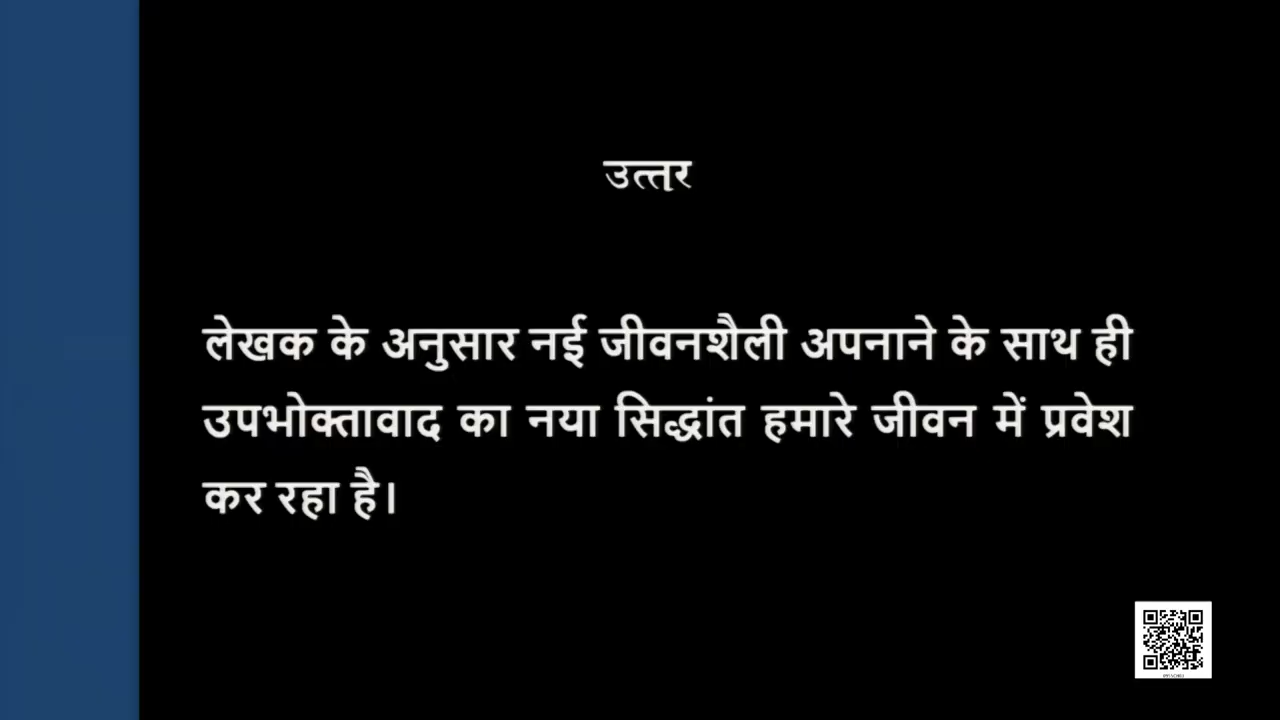 उत्तर
लेखक के अनुसार नई जीवनशैली अपनाने के साथ ही
उपभोक्तावाद का नया सिद्धांत हमारे जीवन में प्रवेश
कर रहा है।